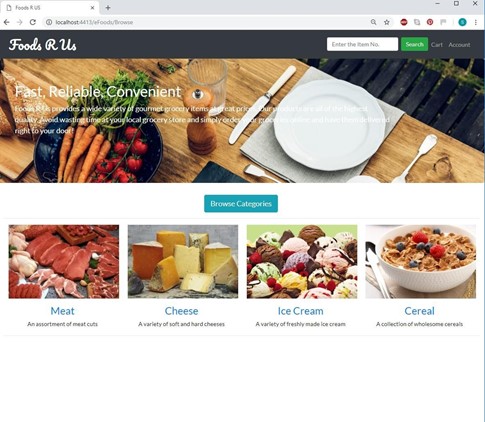 Foods R US
localhost:4413/eFoods/Browse
Foods R Us
Enter the Item No.
Search
Cart
Account
Fast, Reliable, Convenient
Foods R Us provides a wide variety of gourmet grocery items at great prices. Our products are all of the highest
quality. Avoid wasting time at your local grocery store and simply order your groceries online and have them delivered
right to your door!
Browse Categories
Meat
An assortment of meat cuts
Cheese
A variety of soft and hard cheeses
Ice Cream
A variety of freshly made ice cream
Cereal
A collection of wholesome cereals